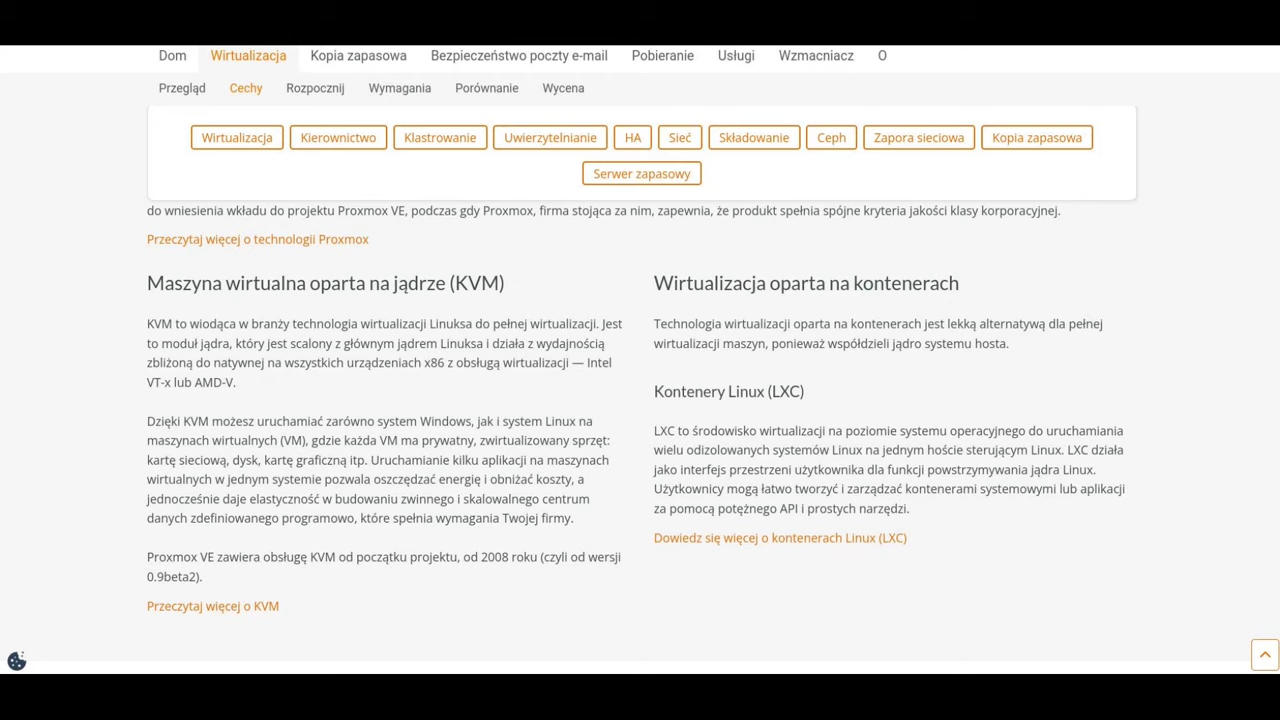 Dom Wirtualizacja Kopia zapasowa Bezpieczeństwo poczty e-mail Pobieranie Usługi Wzmacniacz O
Przegląd Cechy Rozpocznij Wymagania Porównanie Wycena
Wirtualizacja Kierownictwo Klastrowanie Uwierzytelnianie HA Sieć Składowanie Ceph Zapora sieciowa Kopia zapasowa
Serwer zapasowy
do wniesienia wkładu do projektu Proxmox VE, podczas gdy Proxmox, firma stojąca za nim, zapewnia, że produkt spełnia spójne kryteria jakości klasy korporacyjnej.
Przeczytaj więcej o technologii Proxmox
Maszyna wirtualna oparta na jądrze (KVM)
KVM to wiodąca w branży technologia wirtualizacji Linuksa do pełnej wirtualizacji. Jest
to moduł jądra, który jest scalony z głównym jądrem Linuksa i działa z wydajnością
zbliżoną do natywnej na wszystkich urządzeniach x86 z obsługą wirtualizacji — Intel
VT-x lub AMD-V.
Dzięki KVM możesz uruchamiać zarówno system Windows, jak i system Linux na
maszynach wirtualnych (VM), gdzie każda VM ma prywatny, zwirtualizowany sprzęt:
kartę sieciową, dysk, kartę graficzną itp. Uruchamianie kilku aplikacji na maszynach
wirtualnych w jednym systemie pozwala oszczędzać energię i obniżać koszty, a
jednocześnie daje elastyczność w budowaniu zwinnego i skalowalnego centrum
danych zdefiniowanego programowo, które spełnia wymagania Twojej firmy.
Proxmox VE zawiera obsługę KVM od początku projektu, od 2008 roku (czyli od wersji
0.9beta2).
Przeczytaj więcej o KVM
Wirtualizacja oparta na kontenerach
Technologia wirtualizacji oparta na kontenerach jest lekką alternatywą dla pełnej
wirtualizacji maszyn, ponieważ współdzieli jądro systemu hosta.
Kontenery Linux (LXC)
LXC to środowisko wirtualizacji na poziomie systemu operacyjnego do uruchamiania
wielu odizolowanych systemów Linux na jednym hoście sterującym Linux. LXC działa
jako interfejs przestrzeni użytkownika dla funkcji powstrzymywania jądra Linux.
Użytkownicy mogą łatwo tworzyć i zarządzać kontenerami systemowymi lub aplikacji
za pomocą potężnego API i prostych narzędzi.
Dowiedz się więcej o kontenerach Linux (LXC)